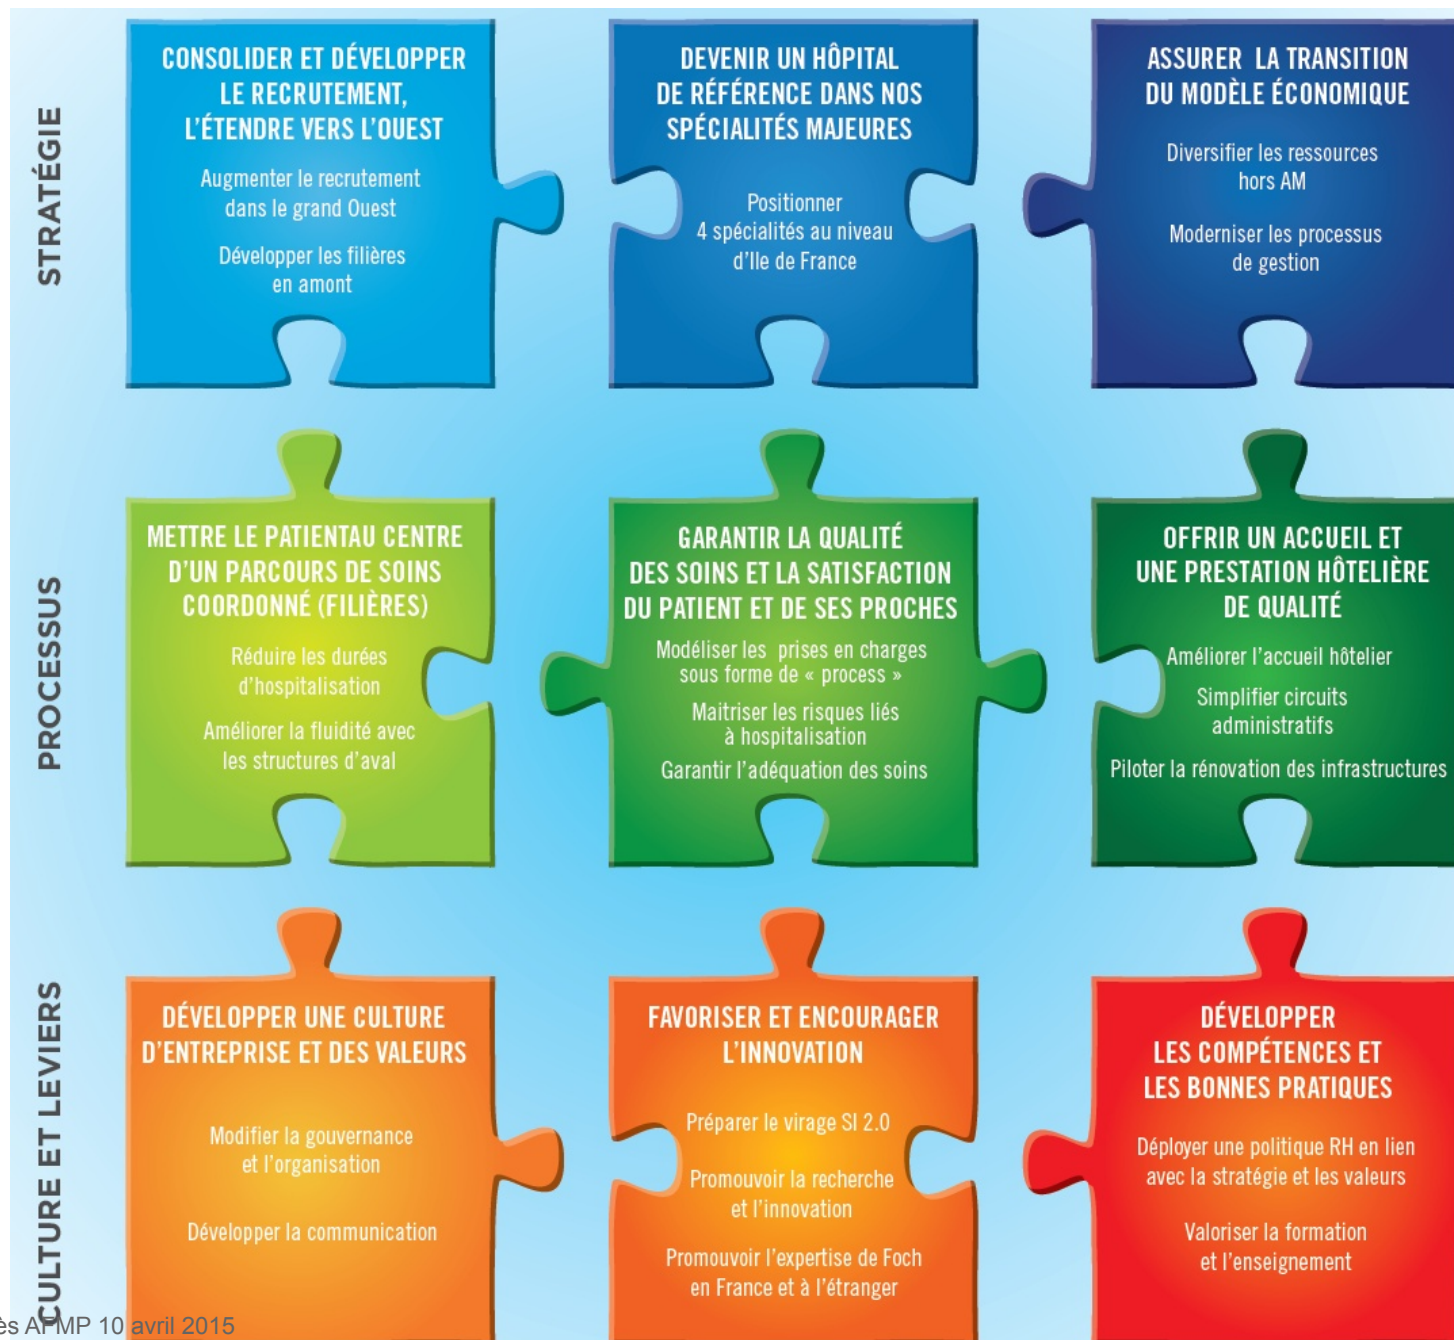 STRATÉGIE
CONSOLIDER ET DÉVELOPPER
LE RECRUTEMENT,
L'ÉTENDRE VERS L'OUEST
Augmenter le recrutement
dans le grand Ouest
Développer les filières
en amont
DEVENIR UN HÔPITAL
DE RÉFÉRENCE DANS NOS
SPÉCIALITÉS MAJEURES
Positionner
4 spécialités au niveau
d'Ile de France
ASSURER LA TRANSITION
DU MODÈLE ÉCONOMIQUE
Diversifier les ressources
hors AM
Moderniser les processus
de gestion
PROCESSUS
METTRE LE PATIENTAU CENTRE
D'UN PARCOURS DE SOINS
COORDONNÉ (FILIÈRES)
Réduire les durées
d'hospitalisation
Améliorer la fluidité avec
les structures d'aval
GARANTIR LA QUALITÉ
DES SOINS ET LA SATISFACTION
DU PATIENT ET DE SES PROCHES
Modéliser les prises en charges
sous forme de « process »
Maitriser les risques liés
à hospitalisation
Garantir l'adéquation des soins
OFFRIR UN ACCUEIL ET
UNE PRESTATION HÔTELIÈRE
DE QUALITÉ
Améliorer l'accueil hôtelier
Simplifier circuits
administratifs
Piloter la rénovation des infrastructures
CULTURE ET LEVIERS
DÉVELOPPER UNE CULTURE
D'ENTREPRISE ET DES VALEURS
Modifier la gouvernance
et l'organisation
Développer la communication
FAVORISER ET ENCOURAGER
L'INNOVATION
Préparer le virage SI 2.0
Promouvoir la recherche
et l'innovation
Promouvoir l'expertise de Foch
en France et à l'étranger
DÉVELOPPER
LES COMPÉTENCES ET
LES BONNES PRATIQUES
Déployer une politique RH en lien
avec la stratégie et les valeurs
Valoriser la formation
et l'enseignement
10 avril 2015